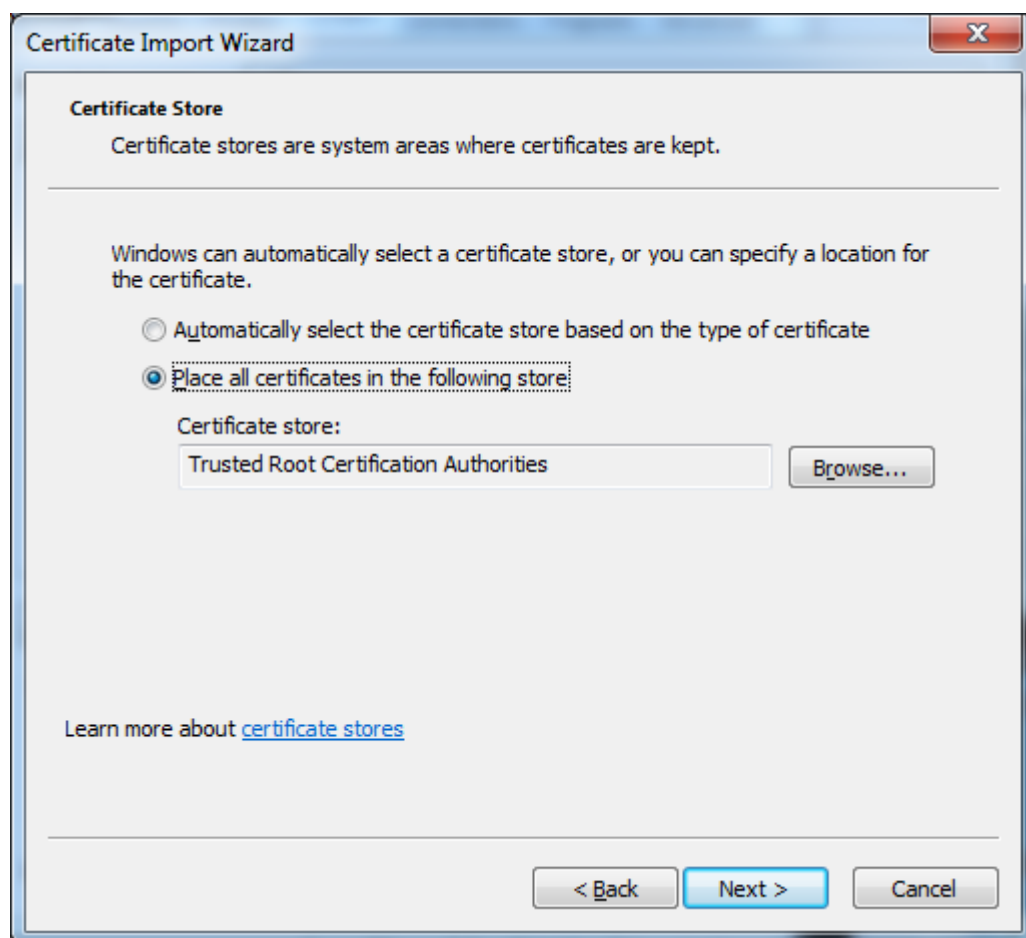 Certificate Import Wizard
Certificate Store
Certificate stores are system areas where certificates are kept.
Windows can automatically select a certificate store, or you can specify a location for
the certificate.
Automatically select the certificate store based on the type of certificate
Place all certificates in the following store
Certificate store:
Trusted Root Certification Authorities
Browse...
Learn more about certificate stores
< Back
Next >
Cancel